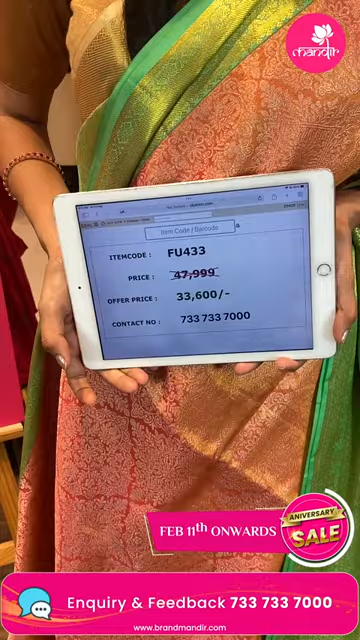 mandir
Item Code / Barcode
ITEMCODE : FU433
PRICE : 47,999
OFFER PRICE : 33,600/-
CONTACT NO : 733 733 7000
FEB 11th ONWARDS
ANIVERSARY
SALE
Enquiry & Feedback 733 733 7000
www.brandmandir.com